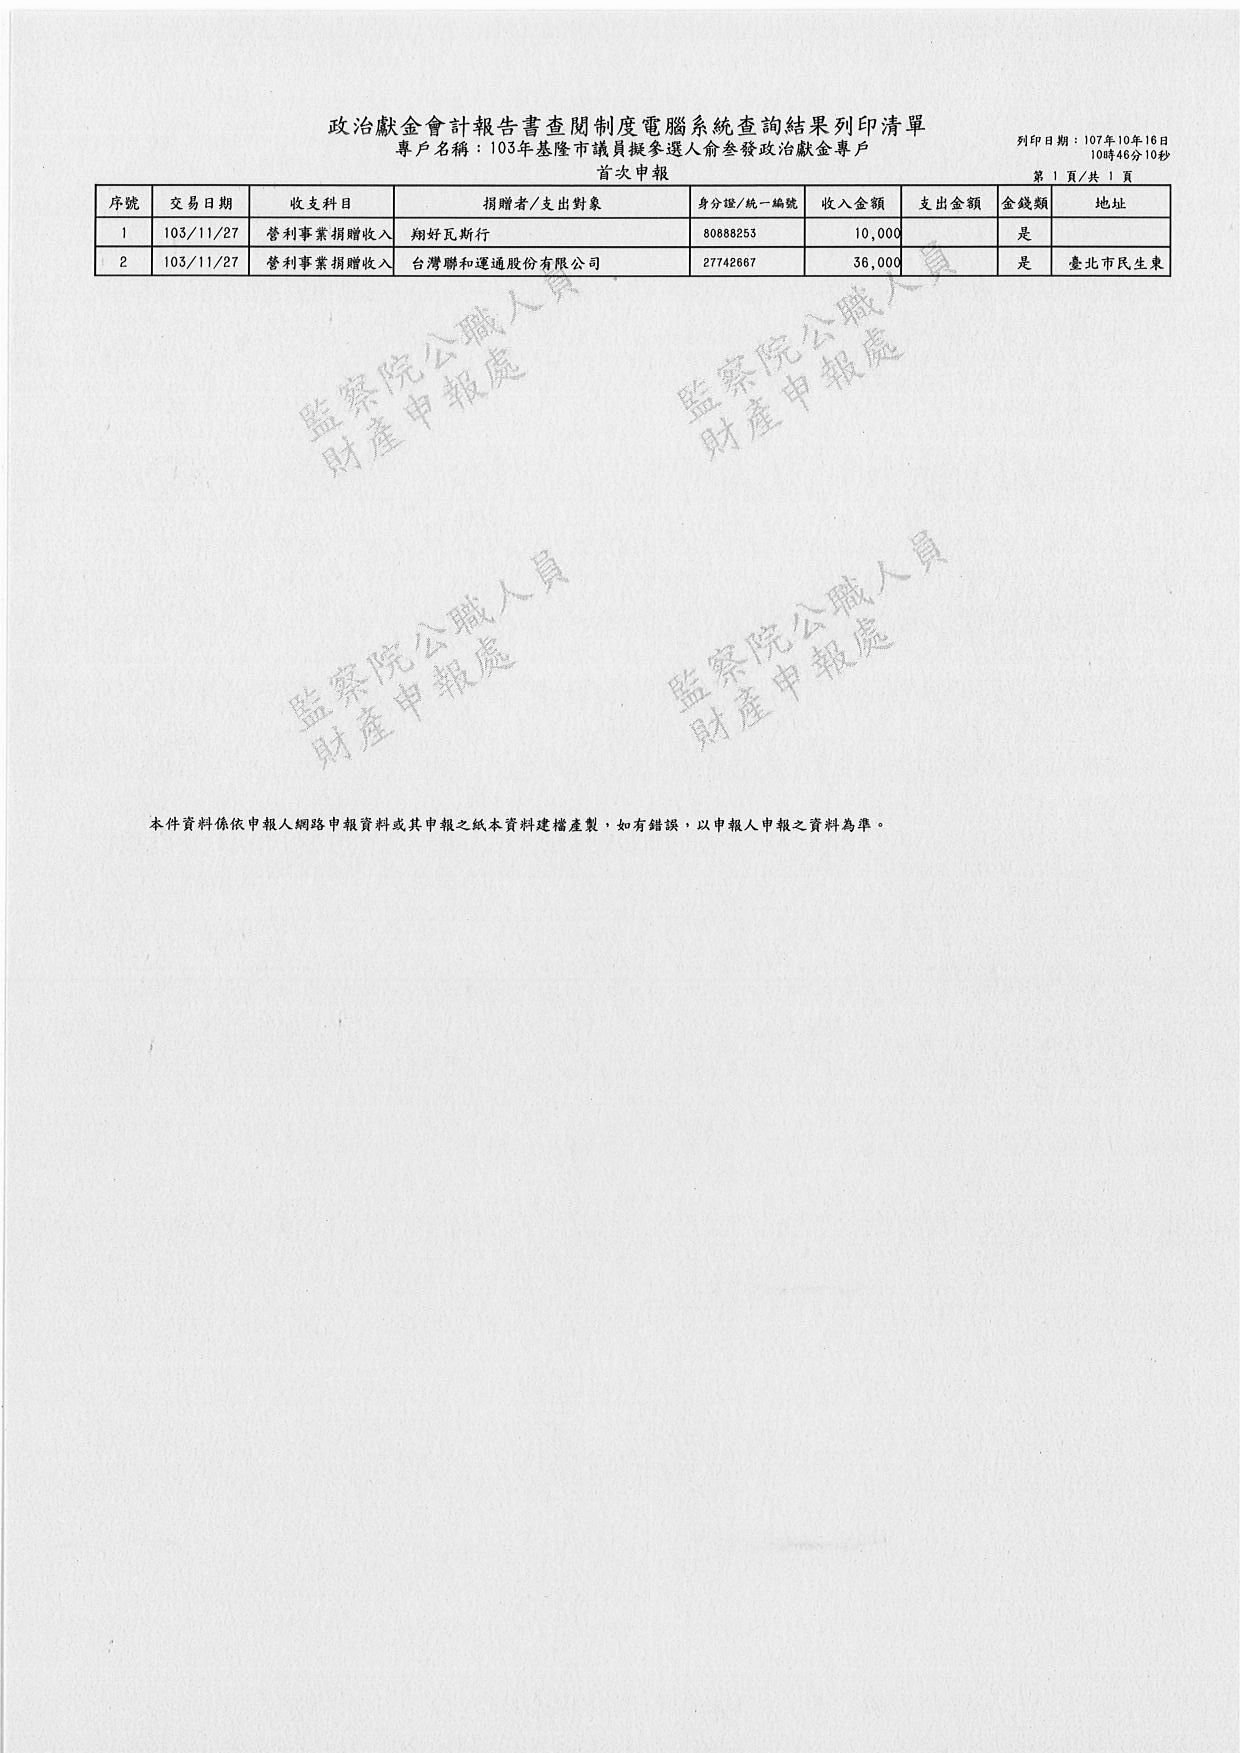 政治獻金會計報告書查閱制度電腦系統查詢結果列印清單
專戶名稱：103年基隆市議員擬參選人俞叁發政治獻金專戶
列印日期：107年10年16日
10時46分10秒
首次申報
第 1 頁/共 1 頁
序號 交易日期 收支科目 捐贈者/支出對象 身分證/統一編號 收入金額 支出金額 金錢類 地址
1 103/11/27 營利事業捐贈收入 翔好瓦斯行 80888253 10,000 是
2 103/11/27 營利事業捐贈收入 台灣聯和運通股份有限公司 27742667 36,000 是 臺北市民生東
監察院公職人員
財產申報處
監察院公職人員
財產申報處
監察院公職人員
財產申報處
監察院公職人員
財產申報處
本件資料係依申報人網路申報資料或其申報之紙本資料建檔產製，如有錯誤，以申報人申報之資料為準。